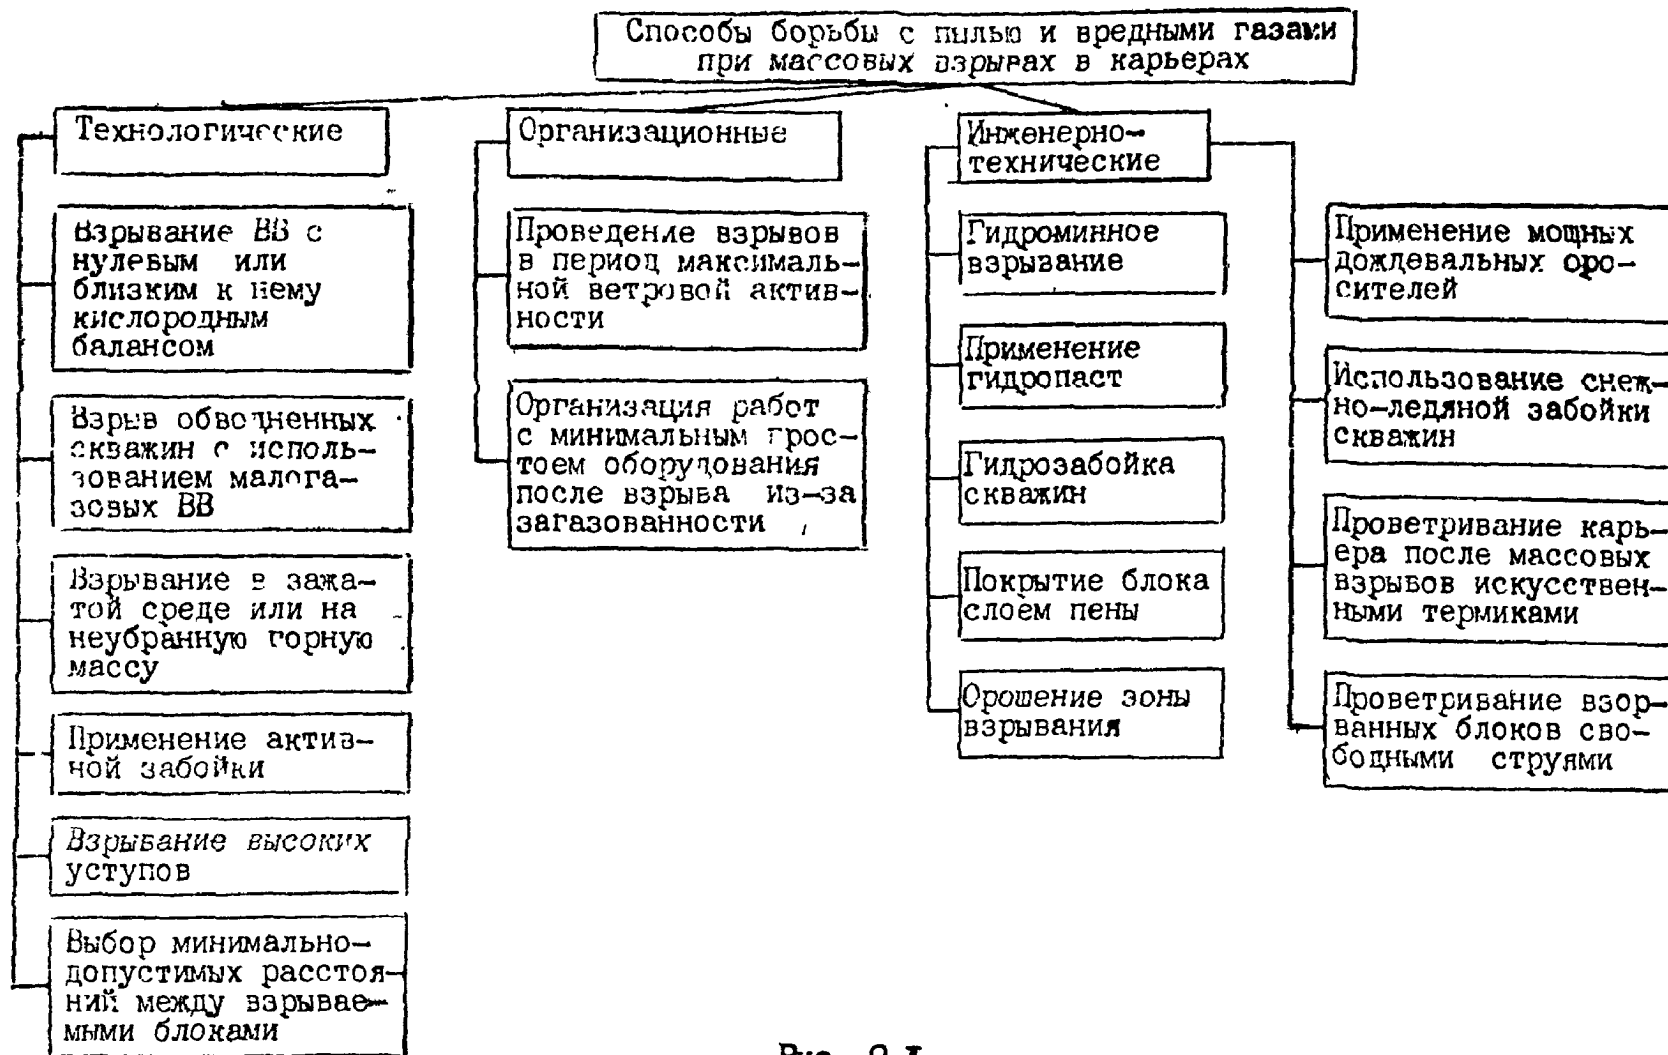 Способы борьбы с пылью и вредными газами
при массовых взрывах в карьерах
Технологические
Взрывание ВВ с
нулевым или
близким к нему
кислородным
балансом
Взрыв обводненных
скважин с исполь-
зованием малога-
зовых ВВ
Взрывание в зажа-
той среде или на
неубранную горную
массу
Применение актив-
ной забойки
Взрывание высоких
уступов
Выбор минимально-
допустимых расстоя-
ний между взрывае-
мыми блоками
Организационные
Проведение взрывов
в период максималь-
ной ветровой актив-
ности
Организация работ
с минимальным прос-
тоем оборудования
после взрыва из-за
загазованности
Инженерно-
технические
Гидроминное
взрывание
Применение
гидропаст
Гидрозабойка
скважин
Покрытие блока
слоем пены
Орошение зоны
взрывания
Применение мощных
дождевальных оро-
сителей
Использование снеж-
но-ледяной забойки
скважин
Проветривание карь-
ера после массовых
взрывов искусствен-
ными термиками
Проветривание взор-
ванных блоков сво-
бодными струями